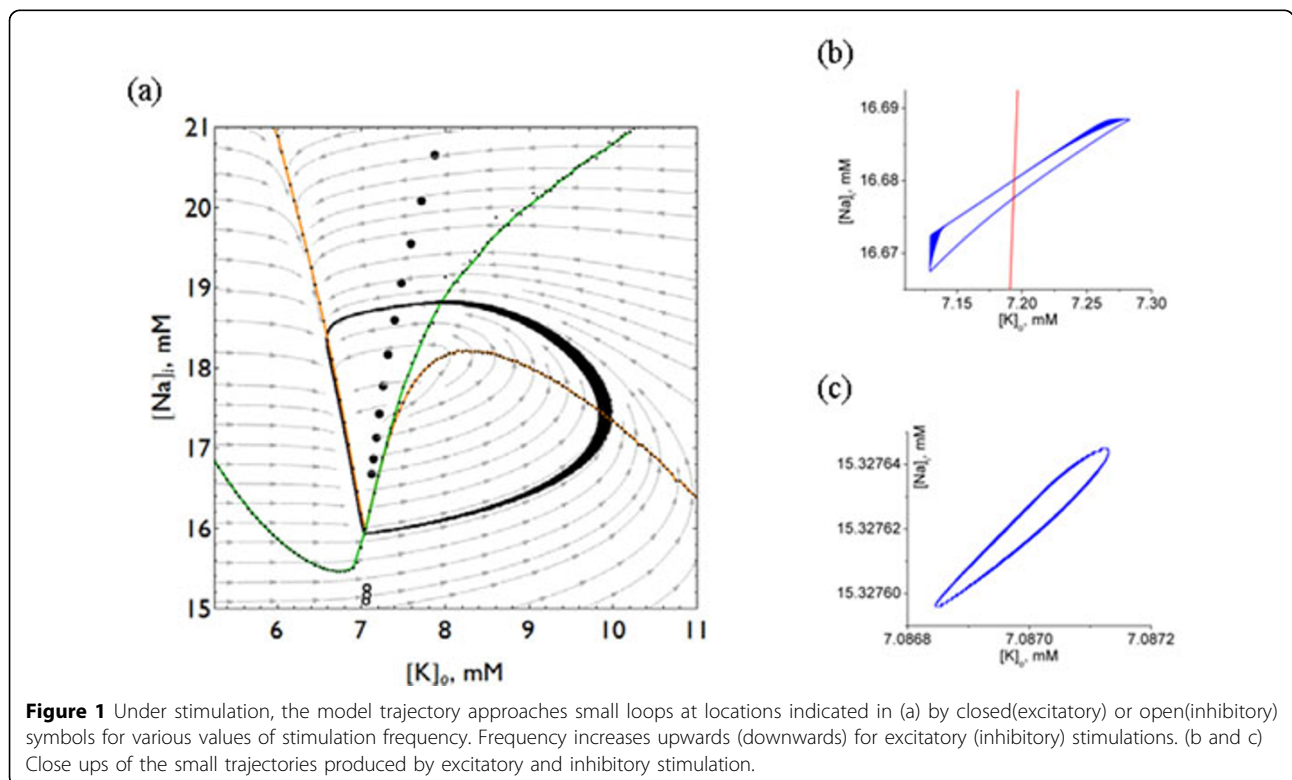 (a)
21
20
19
18
17
16
15
[Na]i, mM
6
7
8
9
10
11
[K]o, mM
(b)
16.69
16.68
16.67
[Na]i, mM
7.15
7.20
7.25
7.30
[K]o, mM
(c)
[Na]i, mM
15.32764
15.32762
15.32760
7.0868
7.0870
7.0872
[K]o, mM
Figure 1 Under stimulation, the model trajectory approaches small loops at locations indicated in (a) by closed(excitatory) or open(inhibitory)
symbols for various values of stimulation frequency. Frequency increases upwards (downwards) for excitatory (inhibitory) stimulations. (b and c)
Close ups of the small trajectories produced by excitatory and inhibitory stimulation.